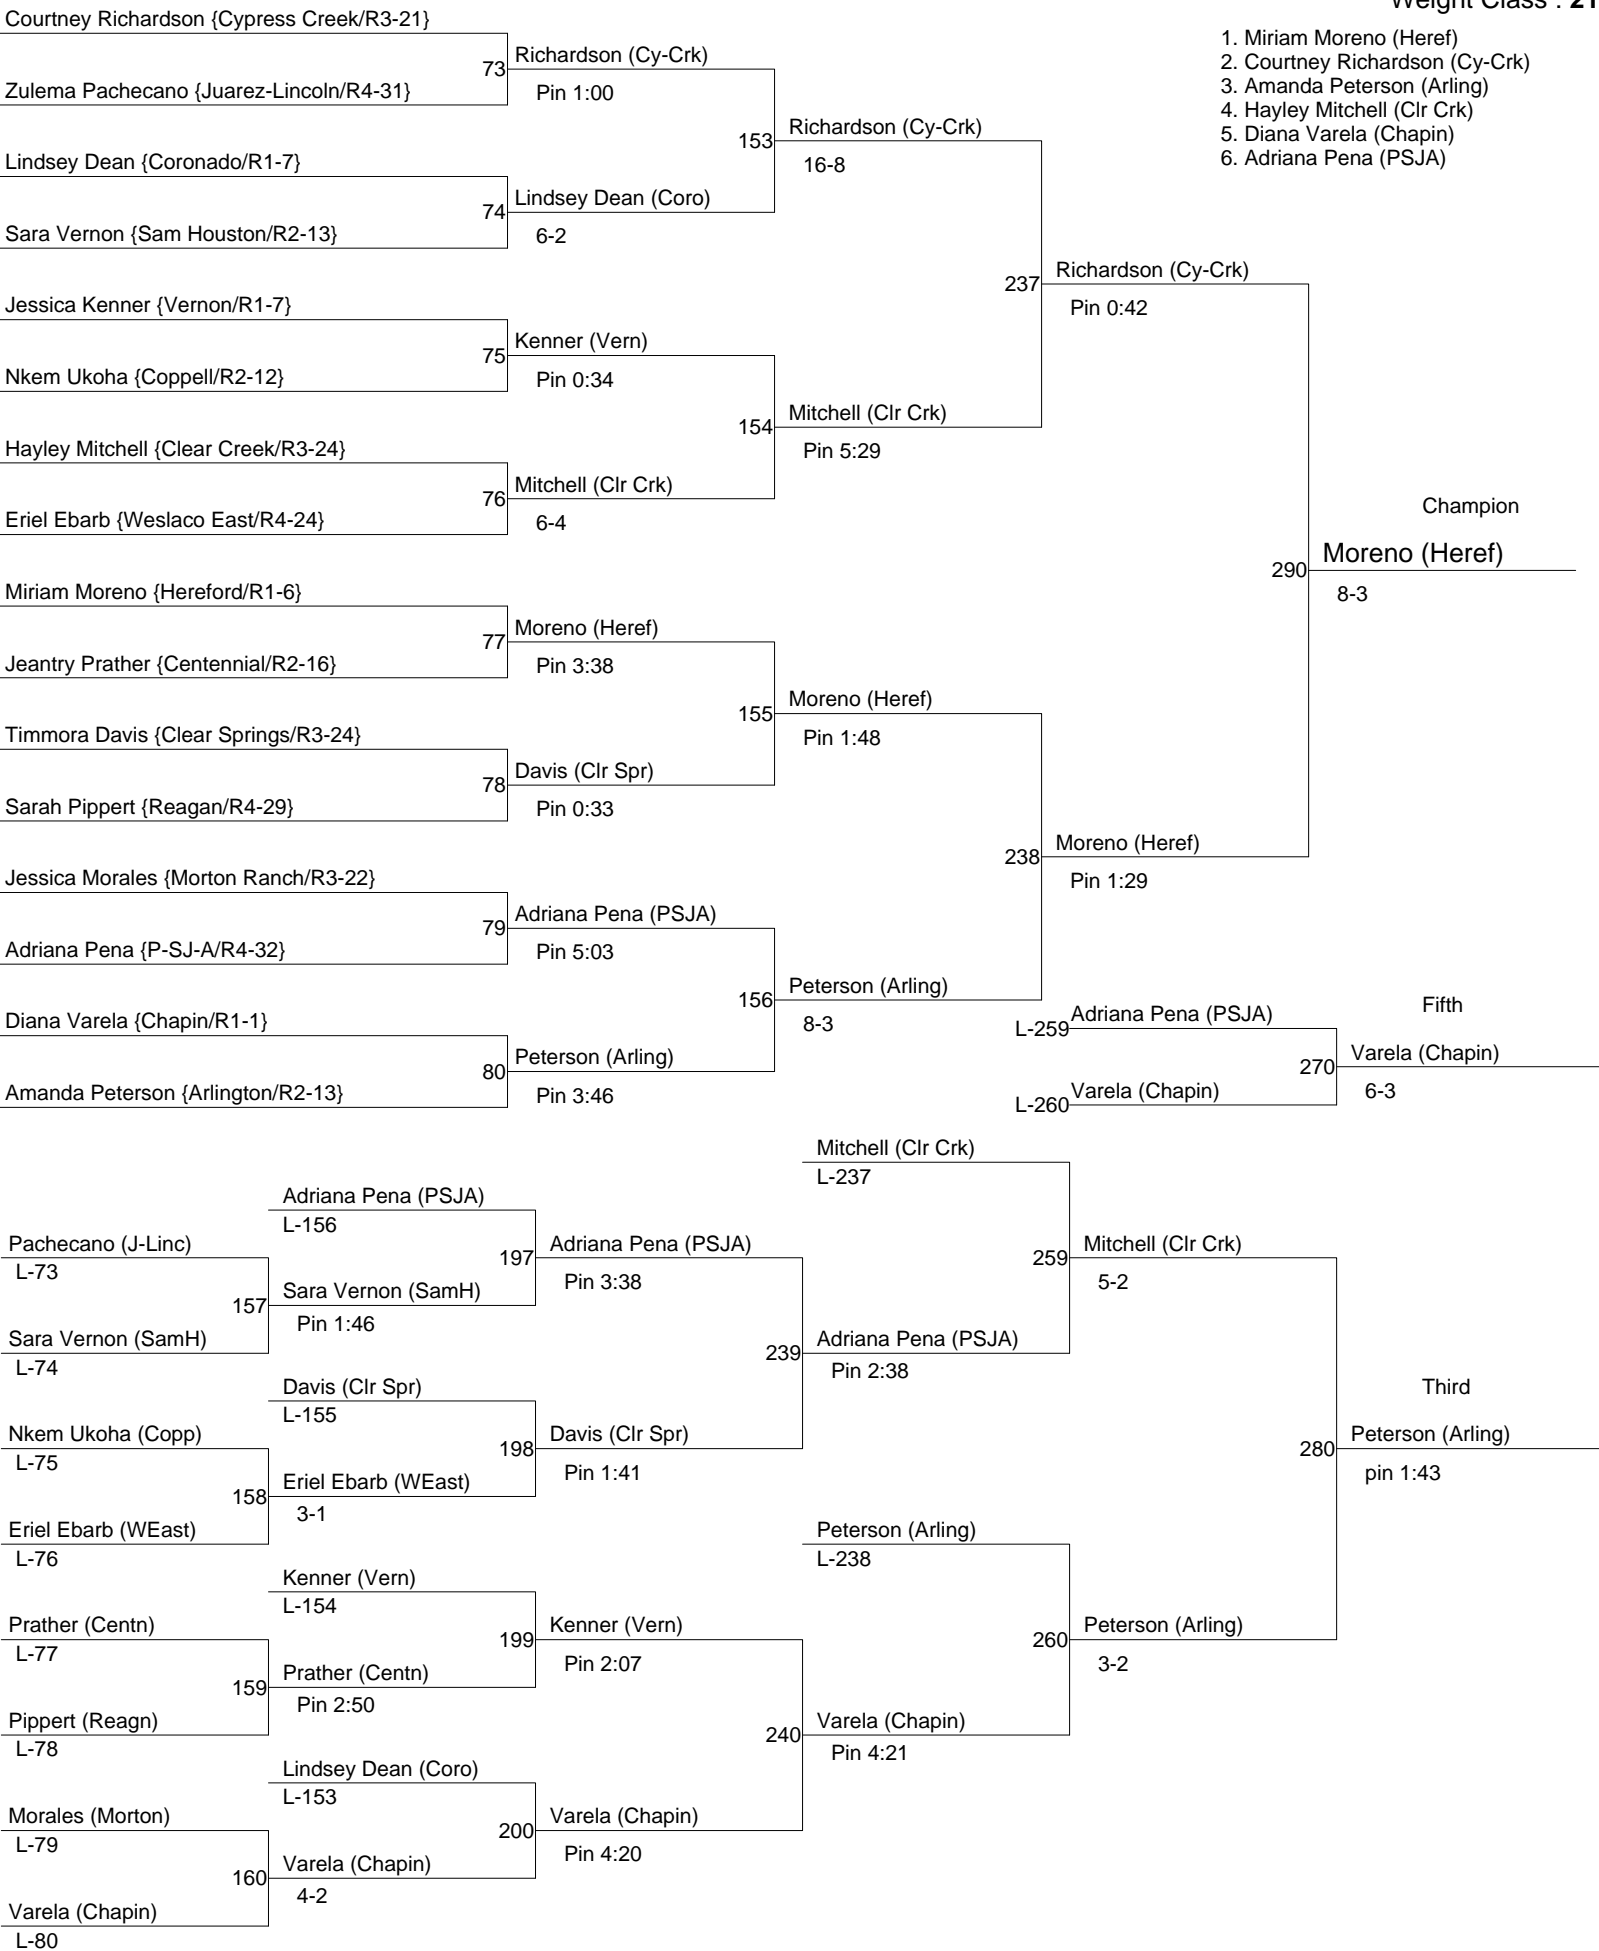 Weight Class : 21
1. Miriam Moreno (Heref)
2. Courtney Richardson (Cy-Crk)
3. Amanda Peterson (Arling)
4. Hayley Mitchell (Clr Crk)
5. Diana Varela (Chapin)
6. Adriana Pena (PSJA)
Courtney Richardson {Cypress Creek/R3-21}
73
Zulema Pachecano {Juarez-Lincoln/R4-31}
Lindsey Dean {Coronado/R1-7}
74
Sara Vernon {Sam Houston/R2-13}
Jessica Kenner {Vernon/R1-7}
75
Nkem Ukoha {Coppell/R2-12}
Hayley Mitchell {Clear Creek/R3-24}
76
Eriel Ebarb {Weslaco East/R4-24}
Miriam Moreno {Hereford/R1-6}
77
Jeantry Prather {Centennial/R2-16}
Timmora Davis {Clear Springs/R3-24}
78
Sarah Pippert {Reagan/R4-29}
Jessica Morales {Morton Ranch/R3-22}
79
Adriana Pena {P-SJ-A/R4-32}
Diana Varela {Chapin/R1-1}
80
Amanda Peterson {Arlington/R2-13}
Richardson (Cy-Crk)
Pin 1:00
153
Lindsey Dean (Coro)
6-2
Kenner (Vern)
Pin 0:34
154
Mitchell (Clr Crk)
6-4
Moreno (Heref)
Pin 3:38
155
Davis (Clr Spr)
Pin 0:33
Adriana Pena (PSJA)
Pin 5:03
156
Peterson (Arling)
Pin 3:46
Richardson (Cy-Crk)
16-8
237
Mitchell (Clr Crk)
Pin 5:29
Moreno (Heref)
Pin 1:48
238
Peterson (Arling)
8-3
Richardson (Cy-Crk)
Pin 0:42
290
Moreno (Heref)
Pin 1:29
Champion
Moreno (Heref)
8-3
L-259
Adriana Pena (PSJA)
270
L-260
Varela (Chapin)
Fifth
Varela (Chapin)
6-3
Pachecano (J-Linc)
L-73
157
Sara Vernon (SamH)
L-74
Nkem Ukoha (Copp)
L-75
158
Eriel Ebarb (WEast)
L-76
Prather (Centn)
L-77
159
Pippert (Reagn)
L-78
Morales (Morton)
L-79
160
Varela (Chapin)
L-80
Adriana Pena (PSJA)
L-156
197
Sara Vernon (SamH)
Pin 1:46
Davis (Clr Spr)
L-155
198
Eriel Ebarb (WEast)
3-1
Kenner (Vern)
L-154
199
Prather (Centn)
Pin 2:50
Lindsey Dean (Coro)
L-153
200
Varela (Chapin)
4-2
Adriana Pena (PSJA)
Pin 3:38
239
Davis (Clr Spr)
Pin 1:41
Kenner (Vern)
Pin 2:07
240
Varela (Chapin)
Pin 4:20
Mitchell (Clr Crk)
L-237
259
Adriana Pena (PSJA)
Pin 2:38
Peterson (Arling)
L-238
260
Varela (Chapin)
Pin 4:21
Mitchell (Clr Crk)
5-2
280
Peterson (Arling)
3-2
Third
Peterson (Arling)
pin 1:43